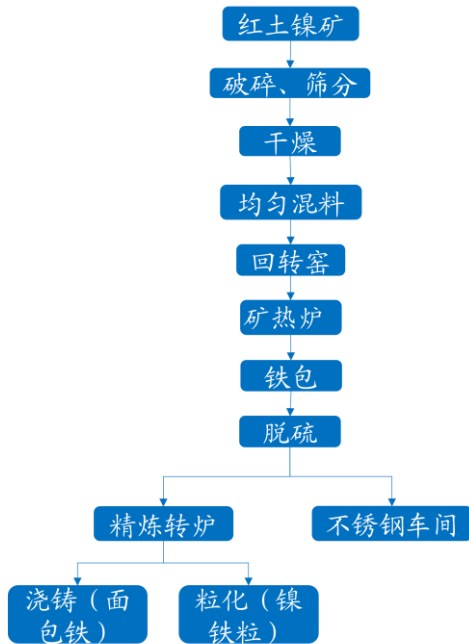 红土镍矿
破碎、筛分
干燥
均匀混料
回转窑
矿热炉
铁包
脱硫
精炼转炉
不锈钢车间
浇铸（面
包铁）
粒化（镍
铁粒）